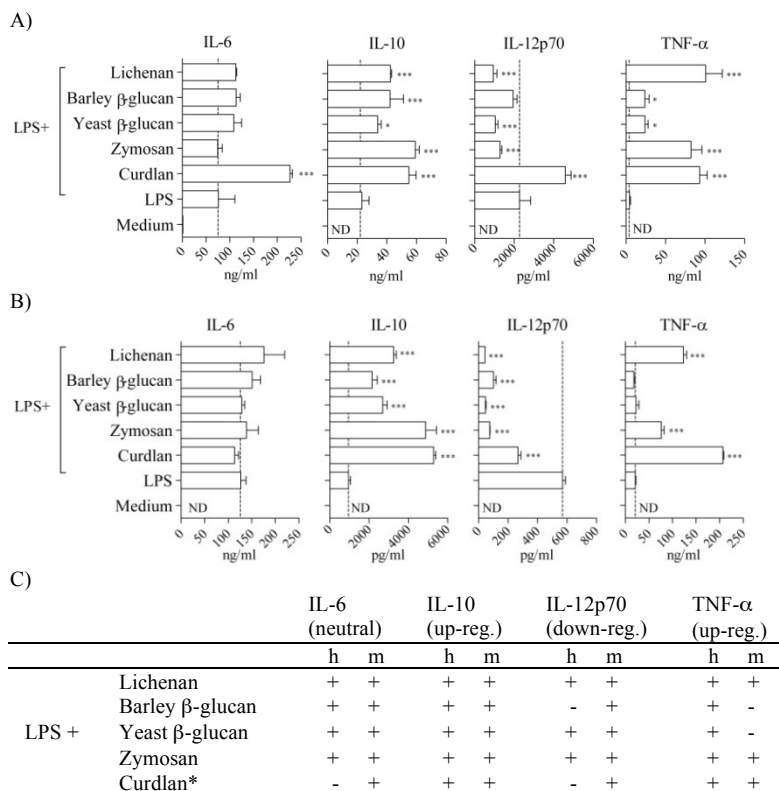 A)
IL-6 IL-10 IL-12p70 TNF-α
LPS+
Lichenan *** *** ***
Barley β-glucan *** *
Yeast β-glucan * *** *
Zymosan *** *** ***
Curdlan *** *** *** ***
LPS
Medium ND ND ND
0 50 100 150 200 250 0 20 40 60 80 0 2000 4000 6000 0 50 100 150
ng/ml ng/ml pg/ml ng/ml
B)
IL-6 IL-10 IL-12p70 TNF-α
LPS+
Lichenan *** *** ***
Barley β-glucan *** ***
Yeast β-glucan *** ***
Zymosan *** *** ***
Curdlan *** *** ***
LPS
Medium ND ND ND ND
0 50 100 150 200 250 0 2000 4000 6000 0 200 400 600 800 0 50 100 150 200 250
ng/ml pg/ml pg/ml ng/ml
C)
IL-6 IL-10 IL-12p70 TNF-α
(neutral) (up-reg.) (down-reg.) (up-reg.)
h m h m h m h m
Lichenan + + + + + + + +
Barley β-glucan + + + + - + + -
LPS + Yeast β-glucan + + + + + + + -
Zymosan + + + + + + + +
Curdlan* - + + + - + + +